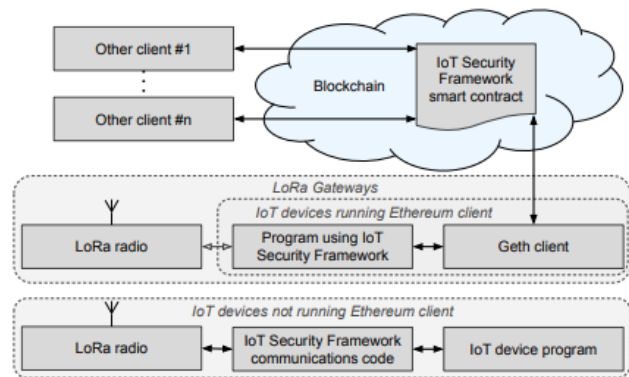 Other client #1
Other client #n
Blockchain
IoT Security
Framework
smart contract
LoRa Gateways
IoT devices running Ethereum client
LoRa radio
Program using IoT
Security Framework
Geth client
IoT devices not running Ethereum client
LoRa radio
IoT Security Framework
communications code
IoT device program